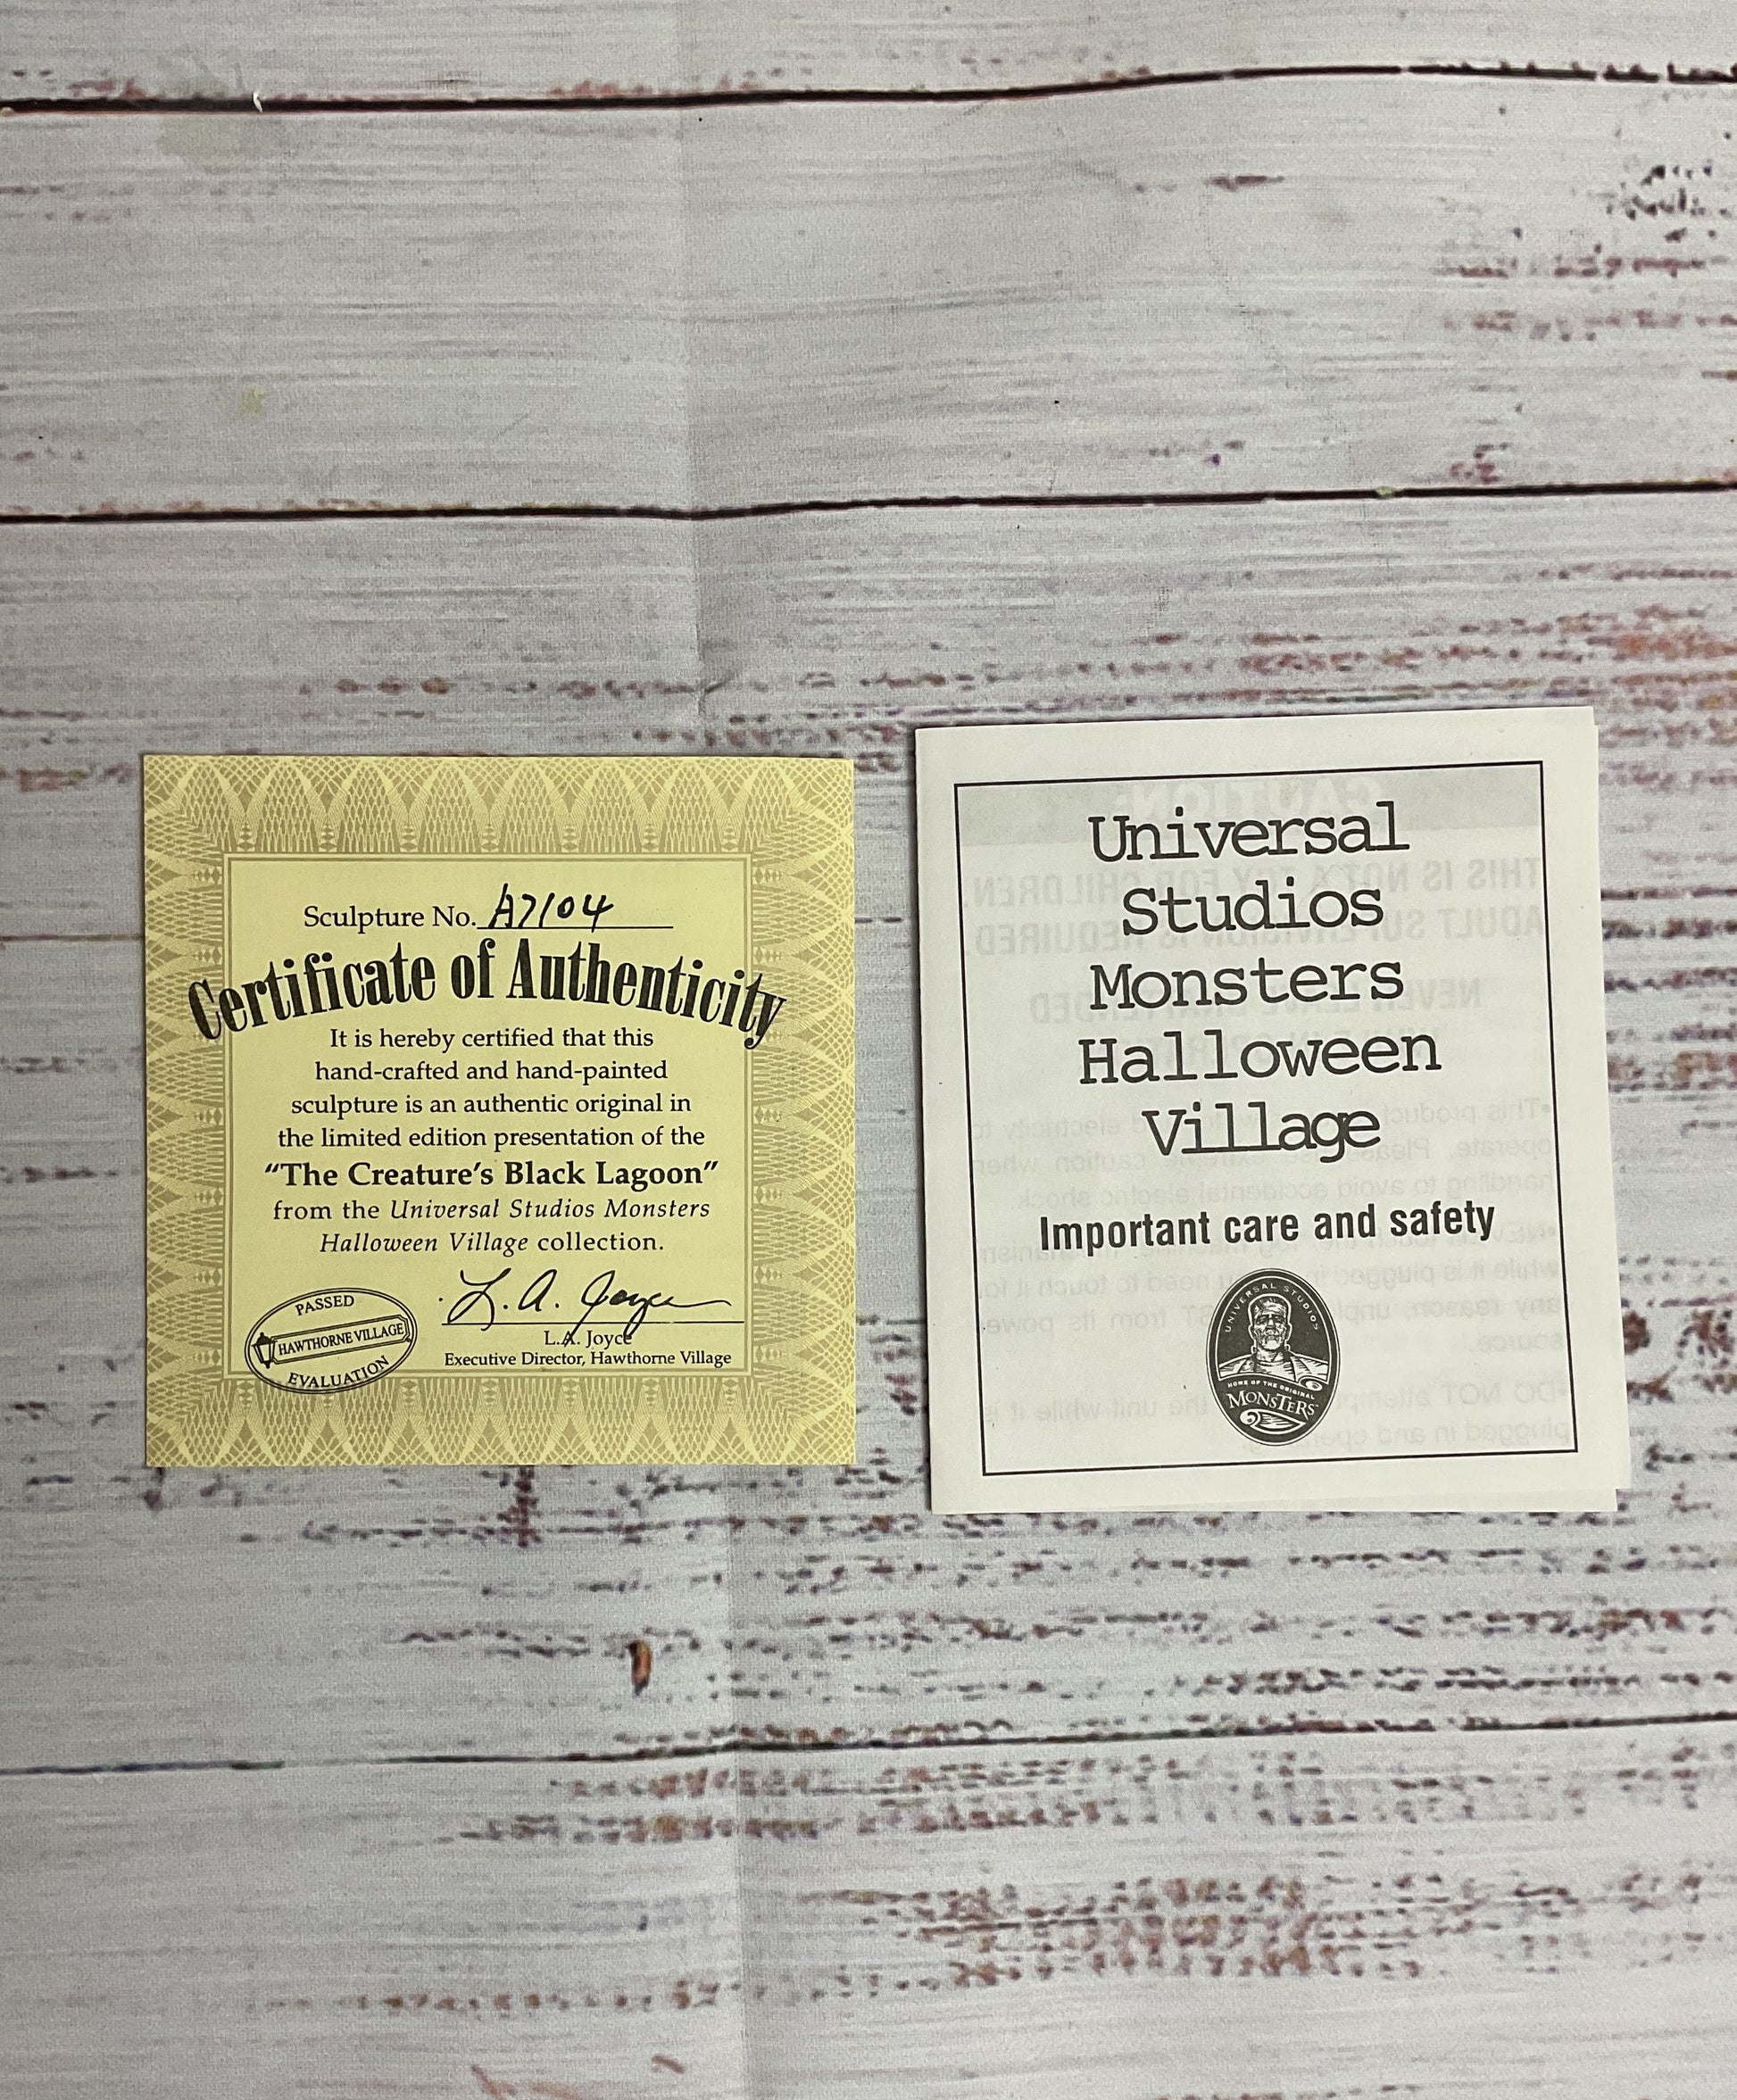 Sculpture No. A7104
Certificate of Authenticity
It is hereby certified that this
hand-crafted and hand-painted
sculpture is an authentic original in
the limited edition presentation of the
"The Creature's Black Lagoon"
from the Universal Studios Monsters
Halloween Village collection.
PASSED
HAWTHORNE VILLAGE
EVALUATION
L. A. Joyce
L.A. Joyce
Executive Director, Hawthorne Village
Universal
Studios
Monsters
Halloween
Village
Important care and safety
UNIVERSAL STUDIOS
HOME OF THE ORIGINAL
MONSTERS